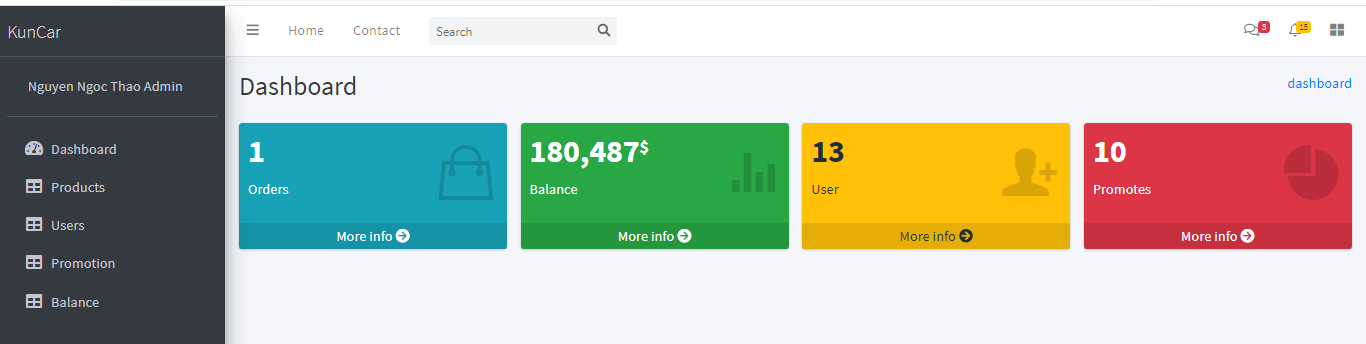 KunCar
Home Contact Search
3 15
Nguyen Ngoc Thao Admin
Dashboard
Products
Users
Promotion
Balance
Dashboard
dashboard
1
Orders
More info
180,487$
Balance
More info
13
User
More info
10
Promotes
More info